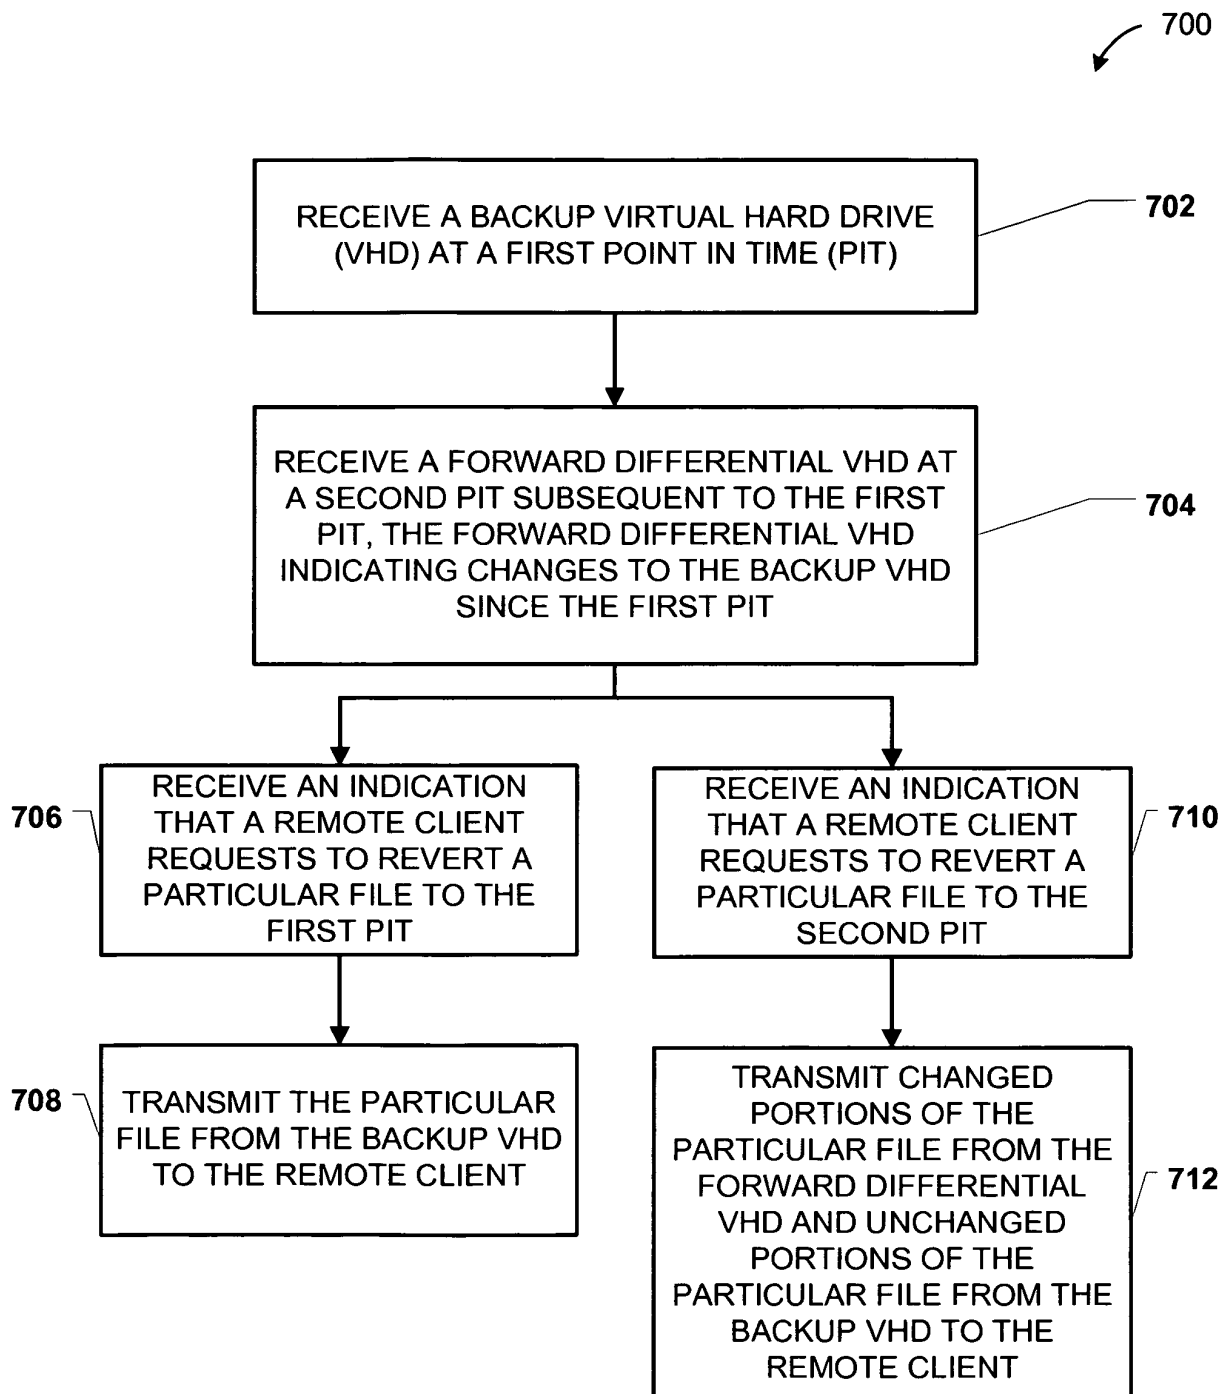 700
RECEIVE A BACKUP VIRTUAL HARD DRIVE
(VHD) AT A FIRST POINT IN TIME (PIT)
702
RECEIVE A FORWARD DIFFERENTIAL VHD AT
A SECOND PIT SUBSEQUENT TO THE FIRST
PIT, THE FORWARD DIFFERENTIAL VHD
INDICATING CHANGES TO THE BACKUP VHD
SINCE THE FIRST PIT
704
706
RECEIVE AN INDICATION
THAT A REMOTE CLIENT
REQUESTS TO REVERT A
PARTICULAR FILE TO THE
FIRST PIT
RECEIVE AN INDICATION
THAT A REMOTE CLIENT
REQUESTS TO REVERT A
PARTICULAR FILE TO THE
SECOND PIT
710
708
TRANSMIT THE PARTICULAR
FILE FROM THE BACKUP VHD
TO THE REMOTE CLIENT
TRANSMIT CHANGED
PORTIONS OF THE
PARTICULAR FILE FROM THE
FORWARD DIFFERENTIAL
VHD AND UNCHANGED
PORTIONS OF THE
PARTICULAR FILE FROM THE
BACKUP VHD TO THE
REMOTE CLIENT
712